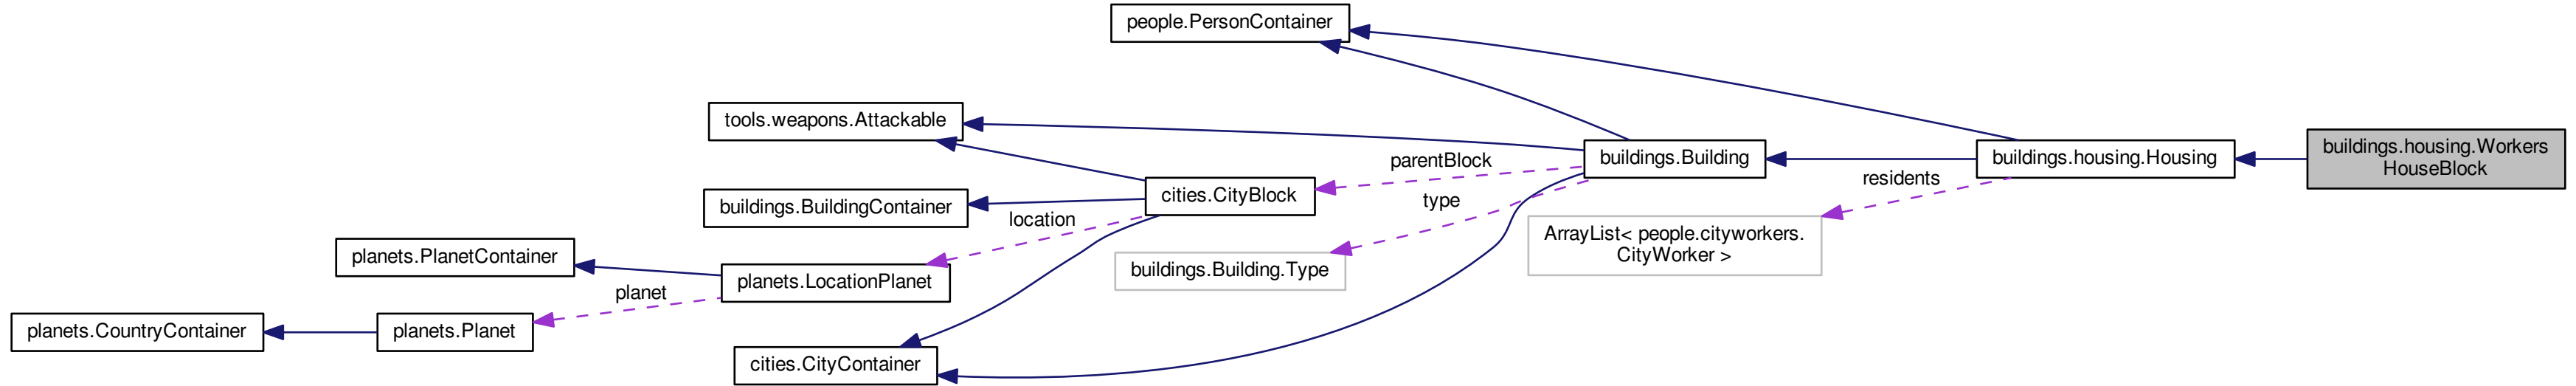 people.PersonContainer
tools.weapons.Attackable
buildings.Building
buildings.housing.Housing
buildings.housing.Workers
HouseBlock
parentBlock
residents
cities.CityBlock
buildings.BuildingContainer
type
location
ArrayList< people.cityworkers.
CityWorker >
planets.PlanetContainer
buildings.Building.Type
planets.LocationPlanet
planet
planets.CountryContainer
planets.Planet
cities.CityContainer